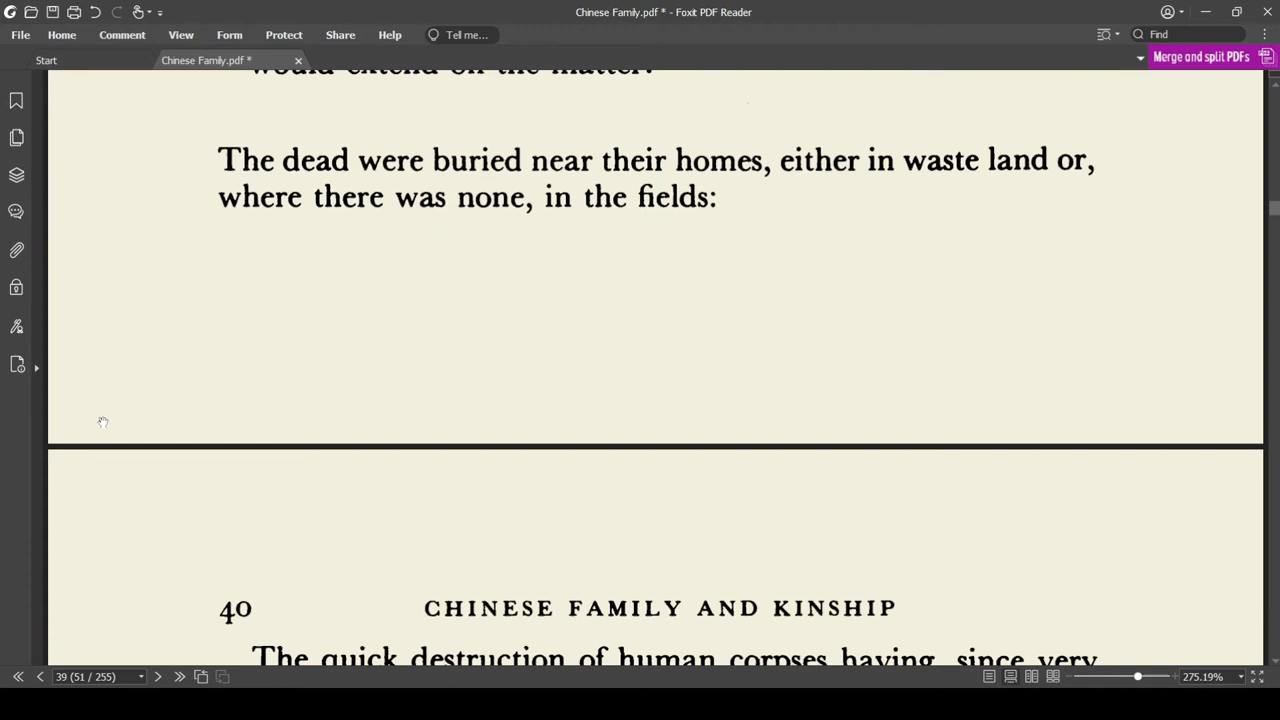 Chinese Family.pdf * - Foxit PDF Reader
File Home Comment View Form Protect Share Help Tell me... Find
Start Chinese Family.pdf * Merge and split PDFs
would extend on the matter.
The dead were buried near their homes, either in waste land or,
where there was none, in the fields:
40 CHINESE FAMILY AND KINSHIP
The quick destruction of human corpses having, since very
39 (51 / 255) 275.19%